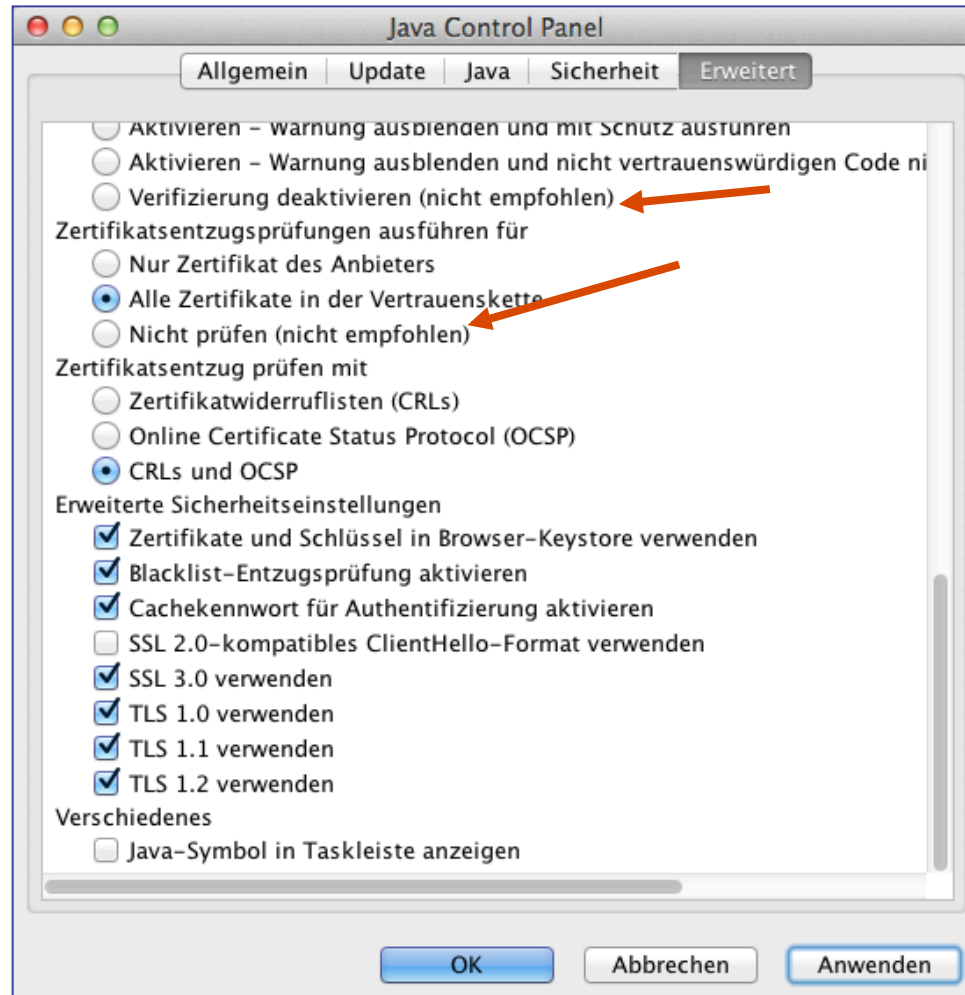 Java Control Panel
Allgemein Update Java Sicherheit Erweitert
Aktivieren – Warnung ausblenden und mit Schutz ausführen
Aktivieren – Warnung ausblenden und nicht vertrauenswürdigen Code ni
Verifizierung deaktivieren (nicht empfohlen)
Zertifikatsentzugsprüfungen ausführen für
Nur Zertifikat des Anbieters
Alle Zertifikate in der Vertrauenskette
Nicht prüfen (nicht empfohlen)
Zertifikatsentzug prüfen mit
Zertifikatwiderruflisten (CRLs)
Online Certificate Status Protocol (OCSP)
CRLs und OCSP
Erweiterte Sicherheitseinstellungen
Zertifikate und Schlüssel in Browser-Keystore verwenden
Blacklist-Entzugsprüfung aktivieren
Cachekennwort für Authentifizierung aktivieren
SSL 2.0-kompatibles ClientHello-Format verwenden
SSL 3.0 verwenden
TLS 1.0 verwenden
TLS 1.1 verwenden
TLS 1.2 verwenden
Verschiedenes
Java-Symbol in Taskleiste anzeigen
OK Abbrechen Anwenden